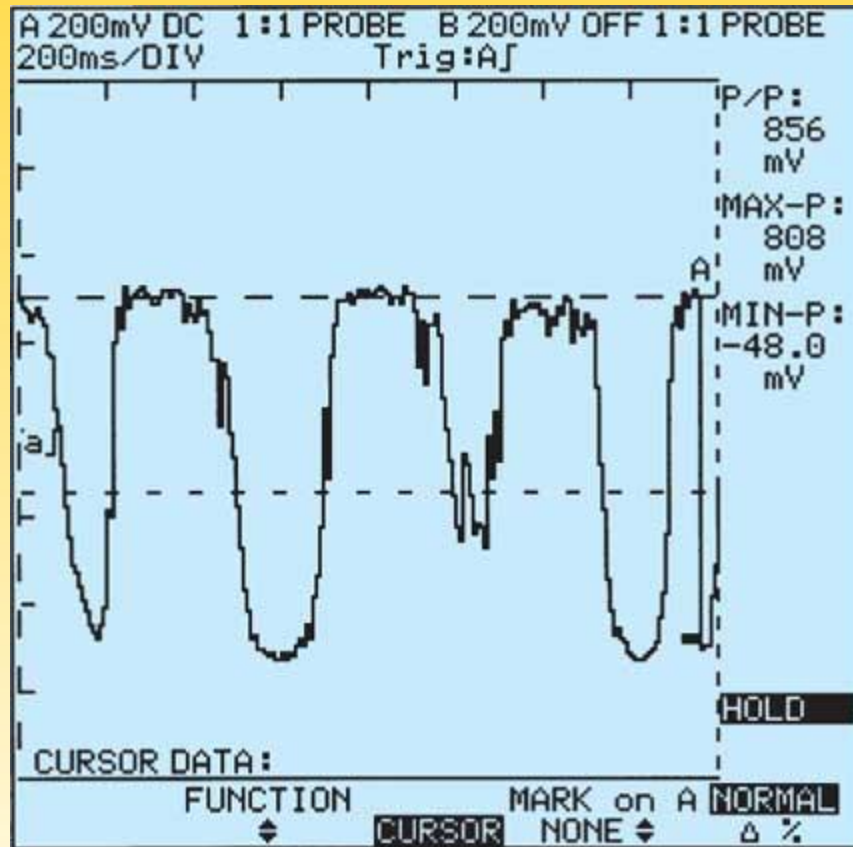 A 200mV DC 1:1 PROBE B 200mV OFF 1:1 PROBE
200ms/DIV Trig:A∫
P/P:
856
mV
MAX-P:
808
mV
A
MIN-P:
-48.0
mV
a∫
HOLD
CURSOR DATA:
FUNCTION MARK on A NORMAL
CURSOR NONE Δ %